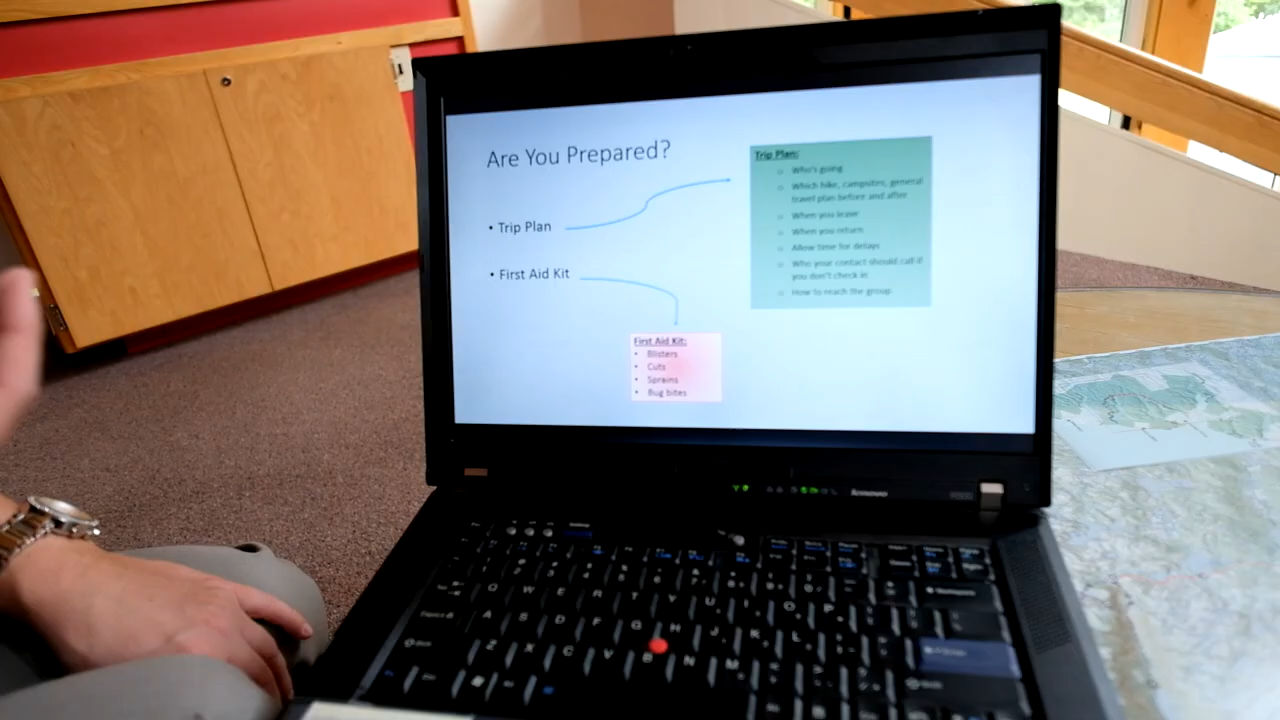 Are You Prepared?
• Trip Plan
• First Aid Kit
Trip Plan:
o Who's going
o Which hike, campsites, general
travel plan before and after
o When you leave
o When you return
o Allow time for delays
o Who your contact should call if
you don't check in
o How to reach the group
First Aid Kit:
• Blisters
• Cuts
• Sprains
• Bug bites
lenovo
Q W E R T Y U I O P
A S D F G H J K L
Z X C V B N M